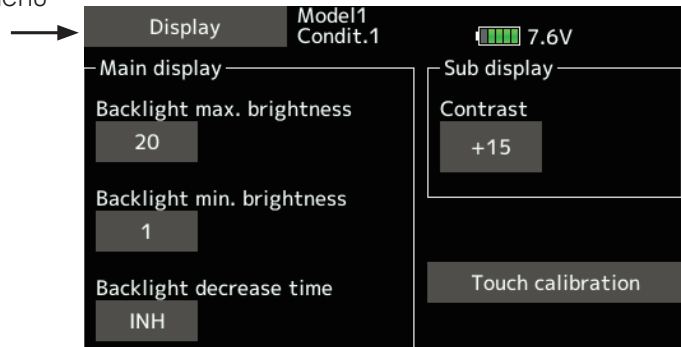 Display
Model1
Condit.1
7.6V
Main display
Backlight max. brightness
20
Backlight min. brightness
1
Backlight decrease time
INH
Sub display
Contrast
+15
Touch calibration